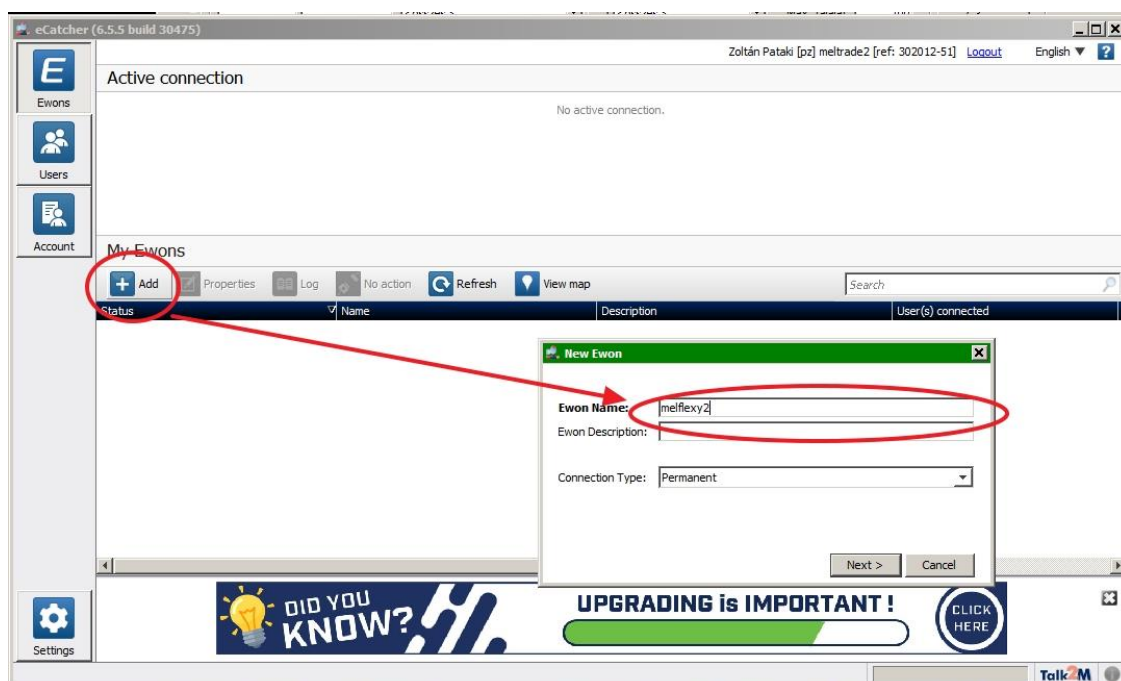 eCatcher (6.5.5 build 30475)
Zoltán Pataki [pz] meltrade2 [ref: 302012-51] Logout English ▼ ?
Ewons
Active connection
No active connection.
Users
Account
My Ewons
Add Properties Log No action Refresh View map Search
Status Name Description User(s) connected
New Ewon
Ewon Name: melflexy2
Ewon Description:
Connection Type: Permanent
Next > Cancel
DID YOU
KNOW?
UPGRADING iS IMPORTANT !
CLICK
HERE
Settings
Talk2M